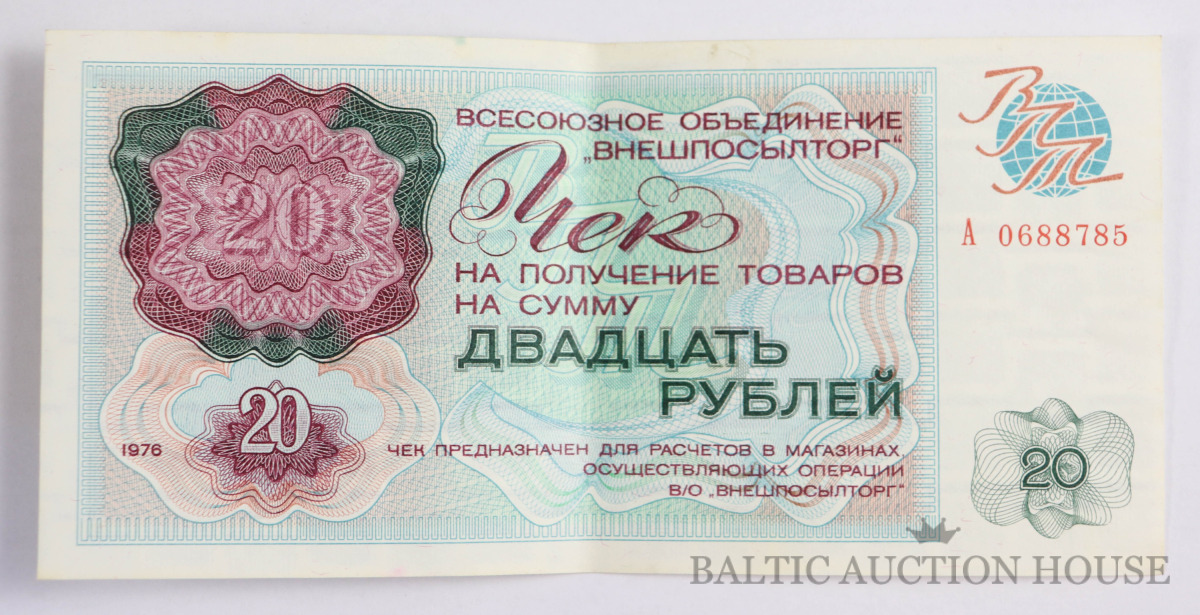 20
ВСЕСОЮЗНОЕ ОБЪЕДИНЕНИЕ
„ВНЕШПОСЫЛТОРГ"
Чек
НА ПОЛУЧЕНИЕ ТОВАРОВ
НА СУММУ
ДВАДЦАТЬ
РУБЛЕЙ
ВПТ
А 0688785
1976
20
ЧЕК ПРЕДНАЗНАЧЕН ДЛЯ РАСЧЕТОВ В МАГАЗИНАХ,
ОСУЩЕСТВЛЯЮЩИХ ОПЕРАЦИИ
В/О „ВНЕШПОСЫЛТОРГ"
20
BALTIC AUCTION HOUSE